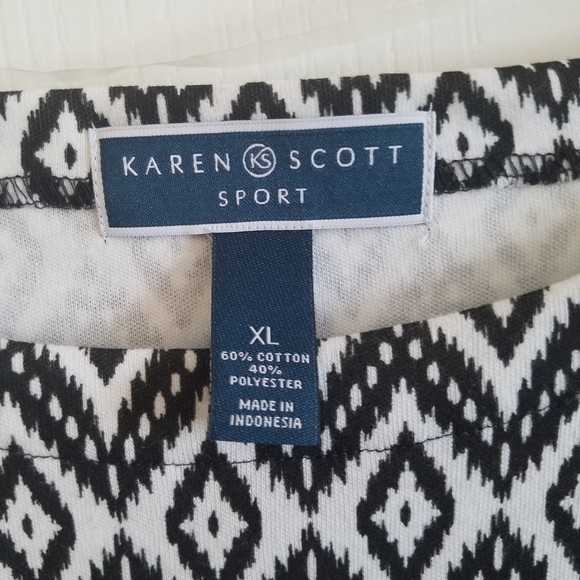 KAREN KS SCOTT
SPORT
XL
60% COTTON
40%
POLYESTER
MADE IN
INDONESIA